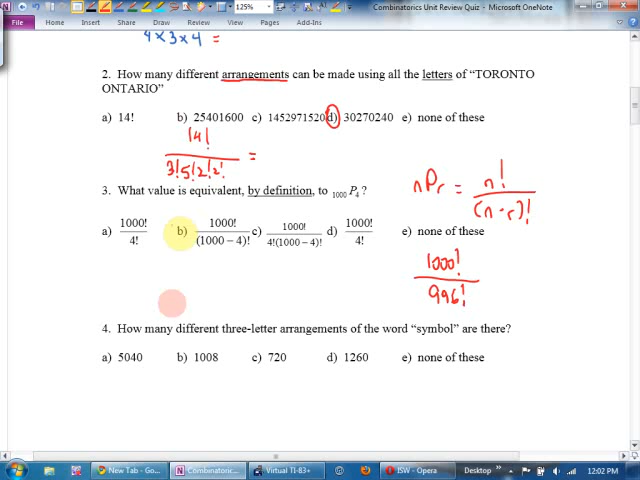 Combinatorics Unit Review Quiz - Microsoft OneNote
File Home Insert Share Draw Review View Add-Ins
125%
4 × 3 × 4 =
2. How many different arrangements can be made using all the letters of “TORONTO
ONTARIO”
a) 14! b) 25401600 c) 1452971520 d) 30270240 e) none of these
14!
3!5!2!2! =
3. What value is equivalent, by definition, to 1000 P4 ?
nPr = n!
(n-r)!
a) 1000!
4!
b) 1000!
(1000 – 4)!
c) 1000!
4!(1000 – 4)!
d) 1000!
4!
e) none of these
1000!
996!
4. How many different three-letter arrangements of the word “symbol” are there?
a) 5040 b) 1008 c) 720 d) 1260 e) none of these
New Tab - Go... Combinatorics... Virtual TI-83+ ISW - Opera Desktop » 12:02 PM